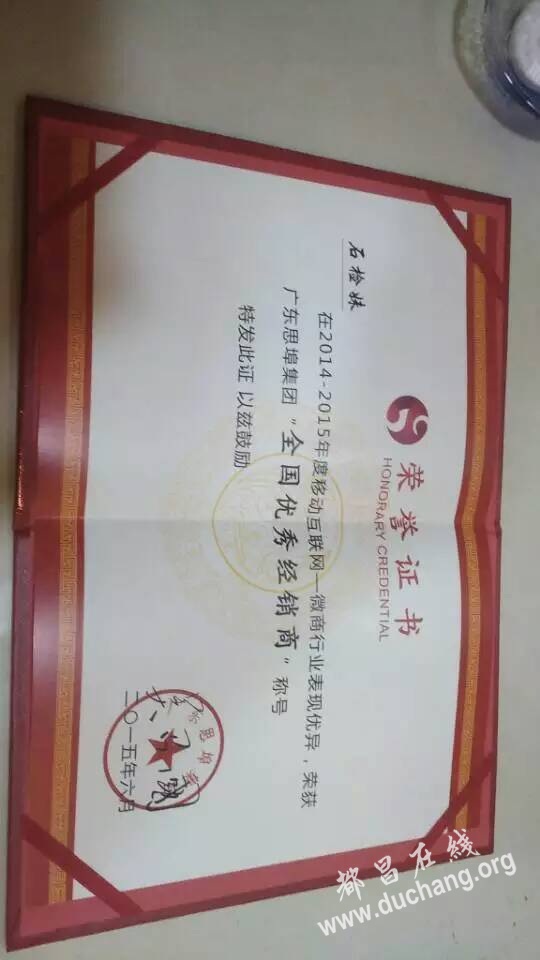 荣誉证书
HONORARY CREDENTIAL
石检妹
在2014-2015年度移动互联网—微商行业表现优异，荣获
广东思埠集团“全国优秀经销商”称号
特发此证 以兹鼓励
二〇一五年六月
都昌在线
www.duchang.org